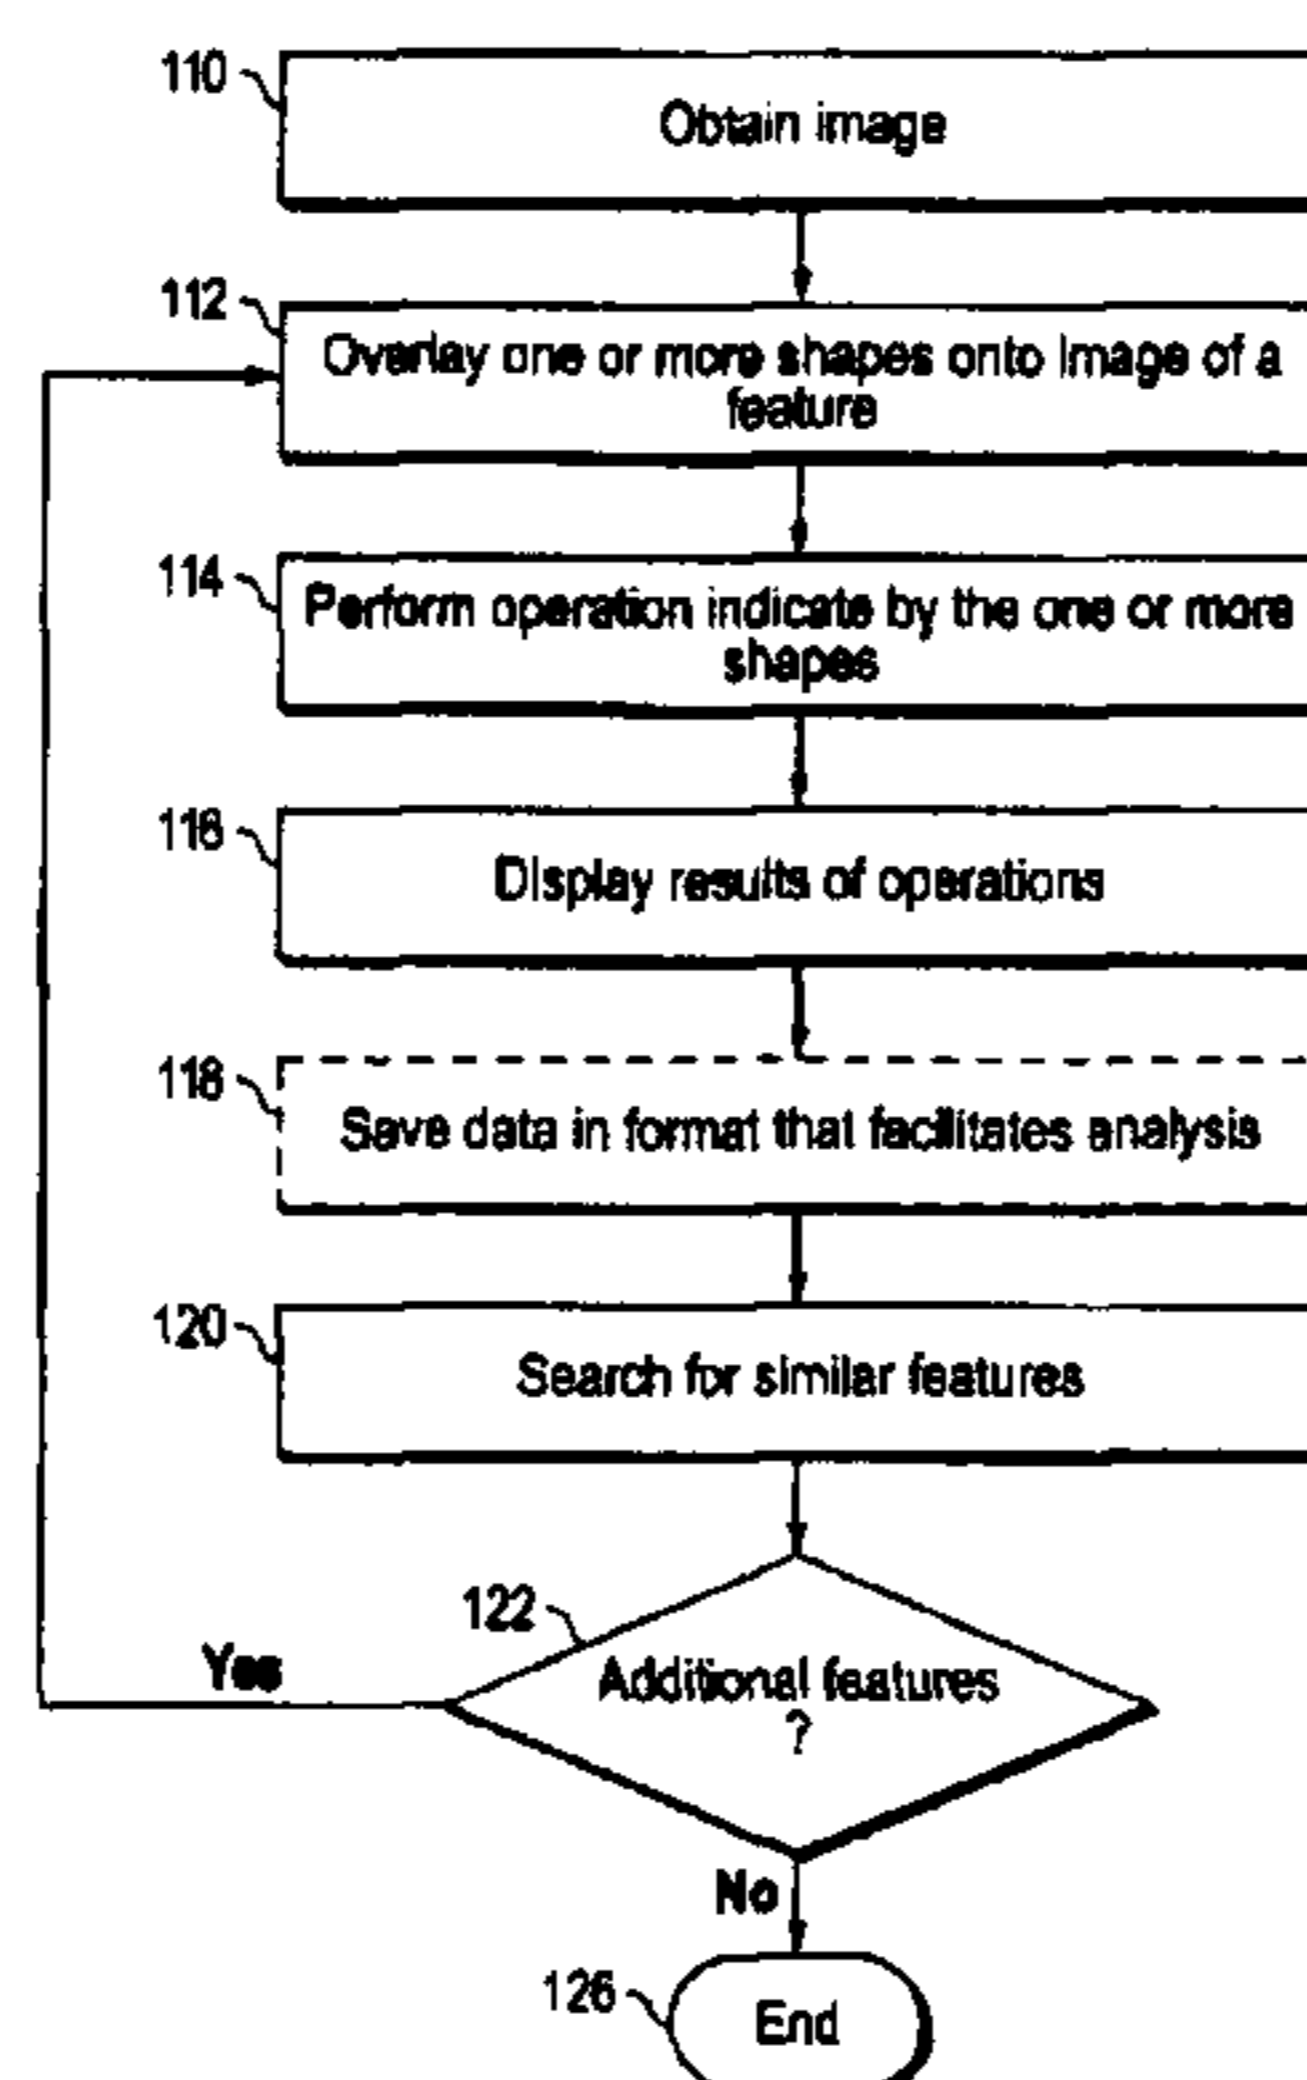 110
Obtain image
112
Overlay one or more shapes onto image of a
feature
114
Perform operation indicate by the one or more
shapes
116
Display results of operations
118
Save data in format that facilitates analysis
120
Search for similar features
122
Additional features
?
Yes
No
126
End